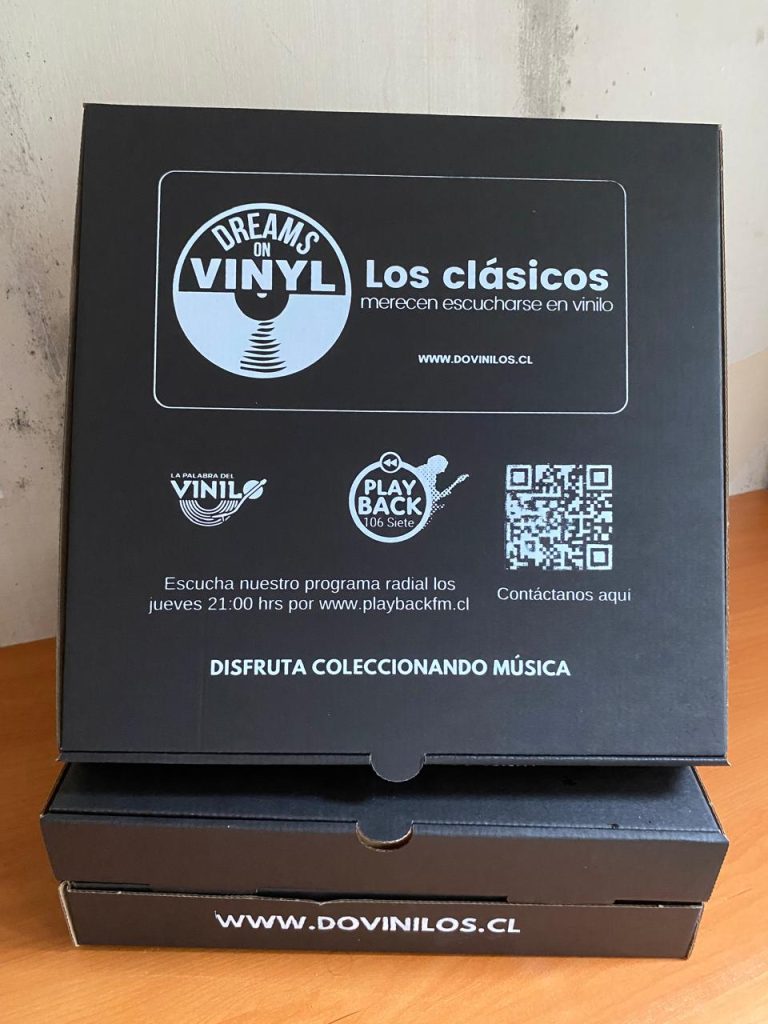 DREAMS
ON
VINYL
Los clásicos
merecen escucharse en vinilo
WWW.DOVINILOS.CL
LA PALABRA DEL
VINILO
PLAY
BACK
106 Siete
Escucha nuestro programa radial los
jueves 21:00 hrs por www.playbackfm.cl
Contáctanos aquí
DISFRUTA COLECCIONANDO MÚSICA
WWW.DOVINILOS.CL